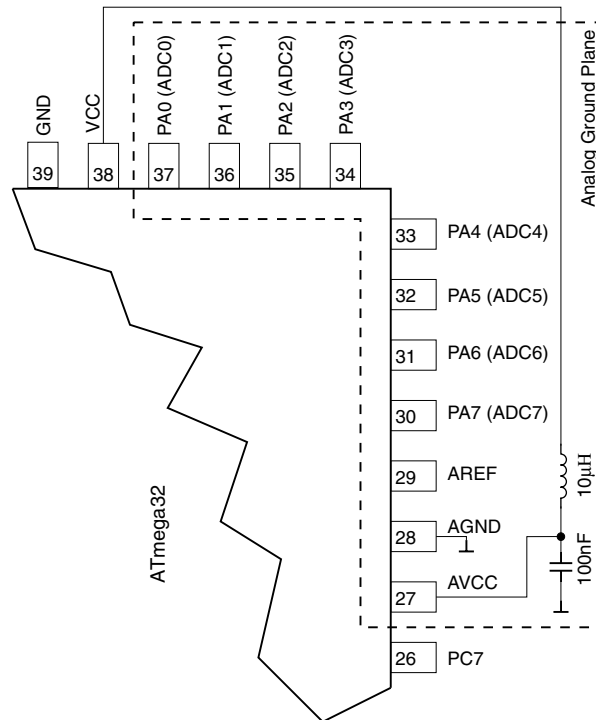 GND
VCC
PA0 (ADC0)
PA1 (ADC1)
PA2 (ADC2)
PA3 (ADC3)
Analog Ground Plane
39
38
37
36
35
34
33
PA4 (ADC4)
32
PA5 (ADC5)
31
PA6 (ADC6)
30
PA7 (ADC7)
29
AREF
10μH
28
AGND
100nF
27
AVCC
26
PC7
ATmega32